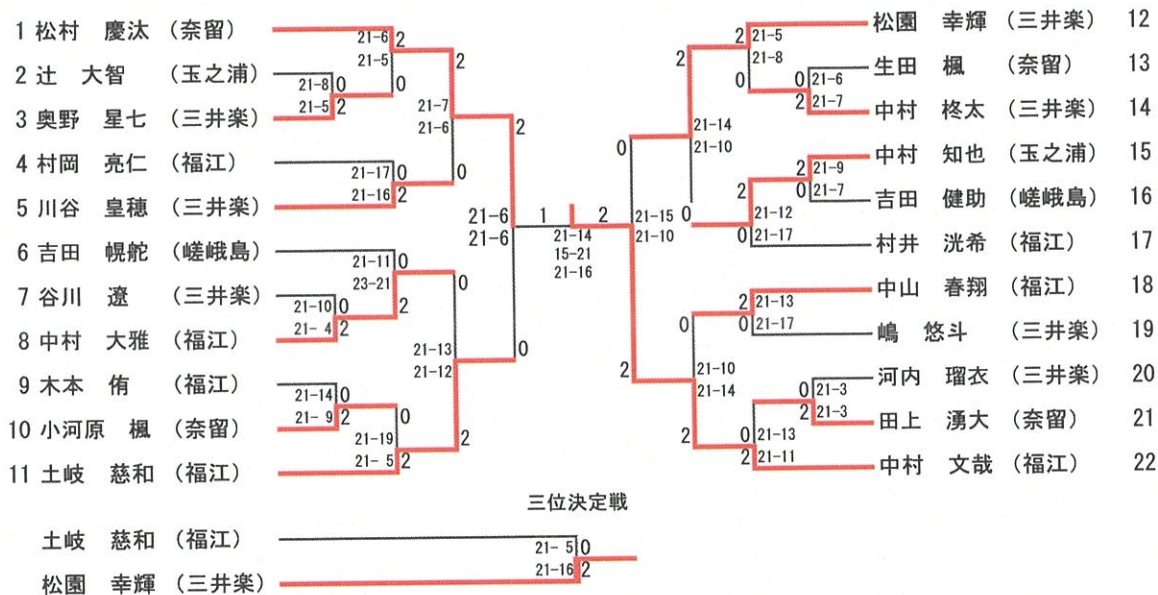 1 松村 慶汰 (奈留)
2 辻 大智 (玉之浦)
3 奥野 星七 (三井楽)
4 村岡 亮仁 (福江)
5 川谷 皇穂 (三井楽)
6 吉田 幌舵 (嵯峨島)
7 谷川 遼 (三井楽)
8 中村 大雅 (福江)
9 木本 侑 (福江)
10 小河原 楓 (奈留)
11 土岐 慈和 (福江)
21-6 2
21-5 0
21-8 0
21-5 2
2
21-7
21-6
0
21-17 0
21-16 2
2
21-6
21-6
0
21-11 0
23-21 2
21-10 0
21- 4 2
0
21-13
21-12
2
21-14 0
21- 9 2
0
21-19
21- 5 2
1 2
21-14
15-21
21-16
松園 幸輝 (三井楽) 12
生田 楓 (奈留) 13
中村 柊太 (三井楽) 14
中村 知也 (玉之浦) 15
吉田 健助 (嵯峨島) 16
村井 洸希 (福江) 17
中山 春翔 (福江) 18
嶋 悠斗 (三井楽) 19
河内 瑠衣 (三井楽) 20
田上 湧大 (奈留) 21
中村 文哉 (福江) 22
2 21-5
0 21-8
0 21-6
2 21-7
2
21-14
21-10
0
2 21-9
0 21-7
2
21-12
0 21-17
0
21-15
21-10
2
2 21-13
0 21-17
0
21-10
21-14
2
0 21-3
2 21-3
0 21-13
2 21-11
三位決定戦
土岐 慈和 (福江)
21- 5 0
21-16 2
松園 幸輝 (三井楽)